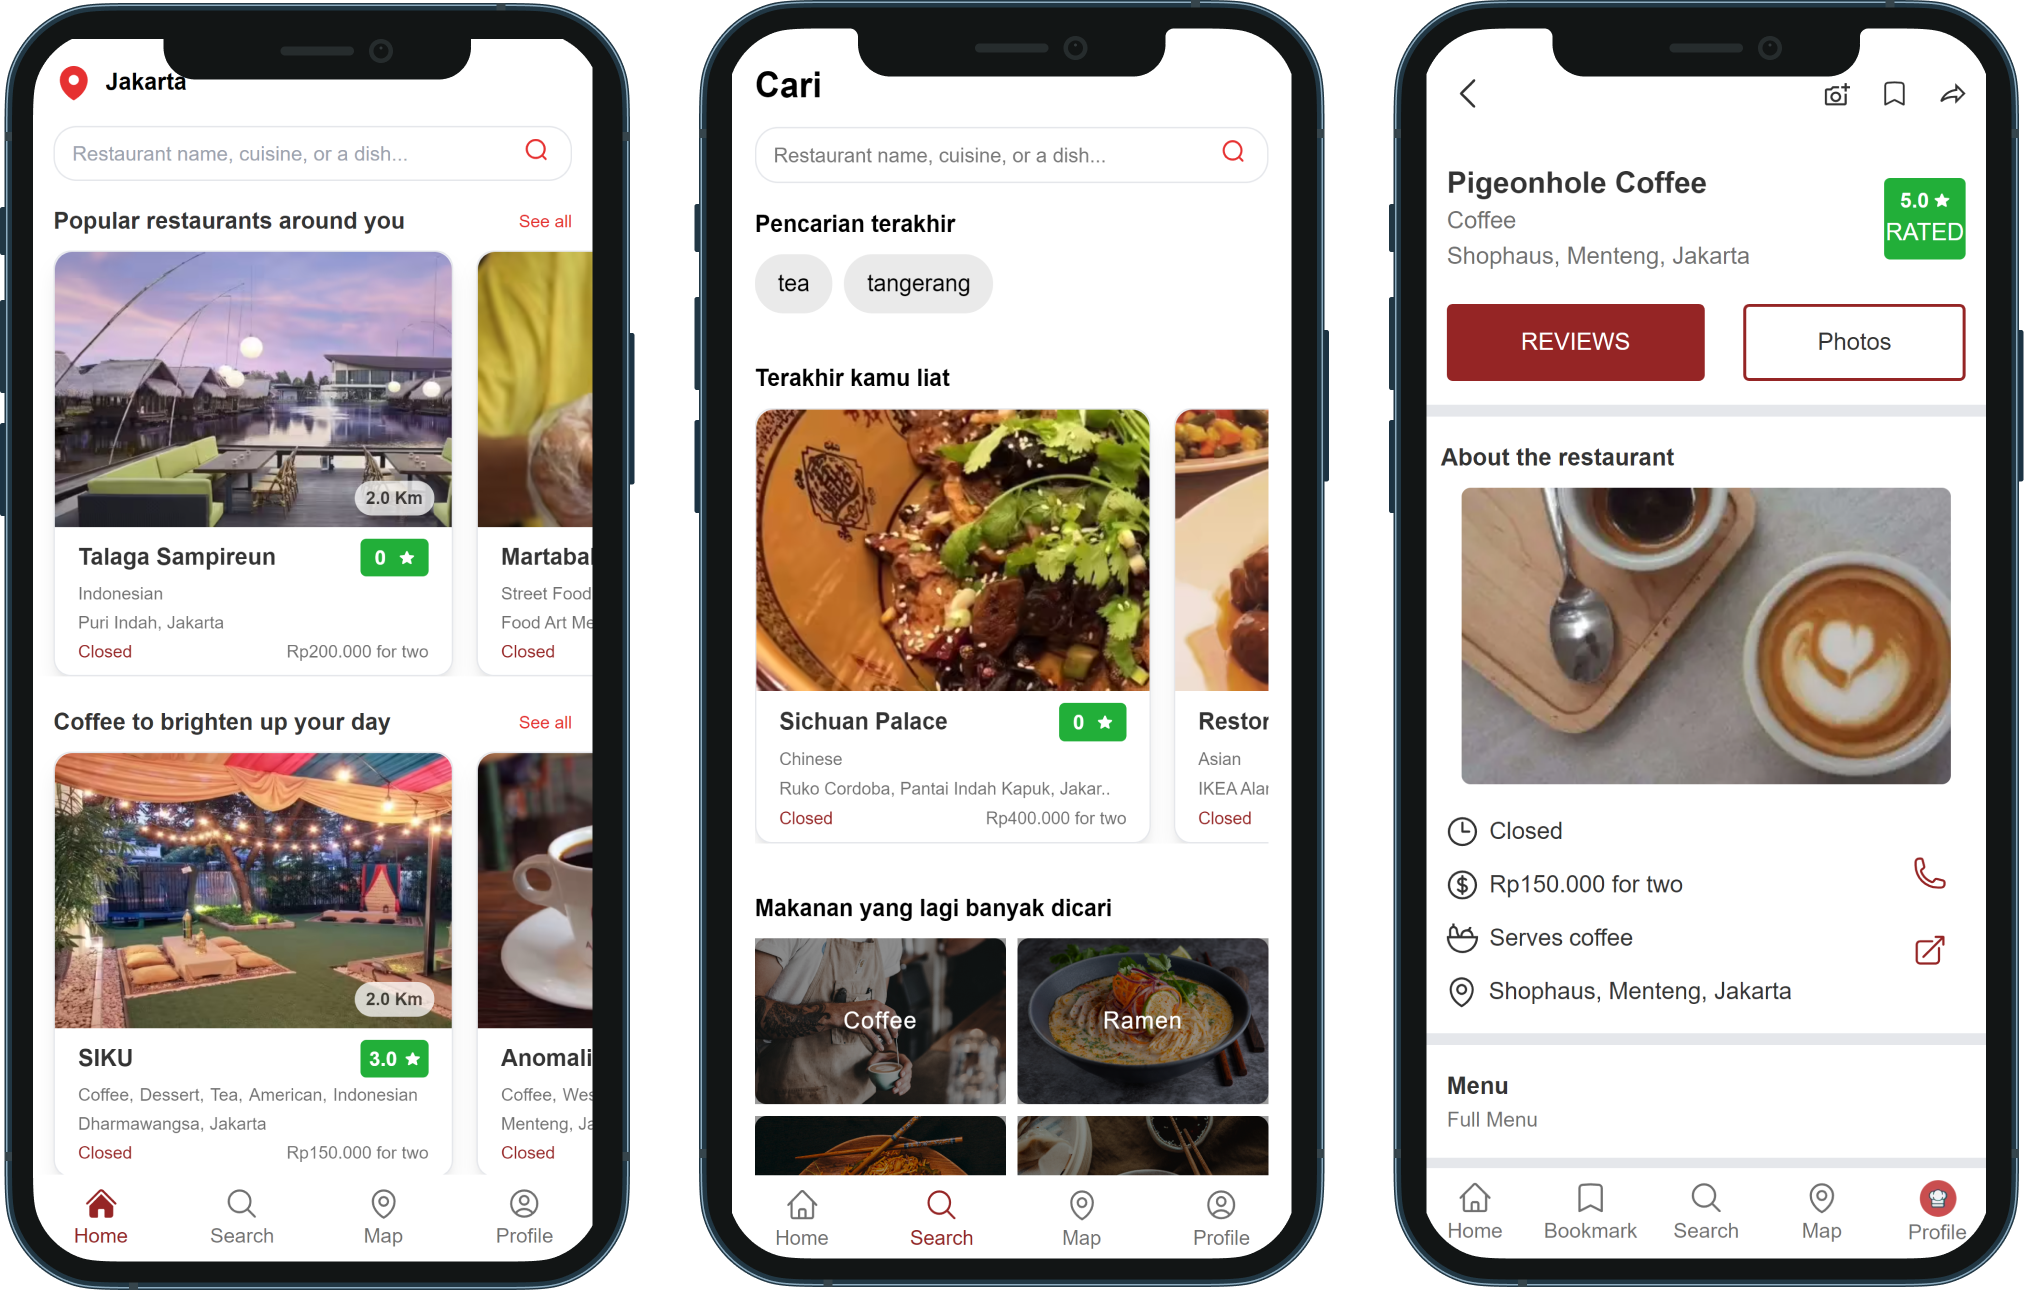 Jakarta
Restaurant name, cuisine, or a dish...
Popular restaurants around you
See all
2.0 Km
Talaga Sampireun
0
Indonesian
Puri Indah, Jakarta
Closed
Rp200.000 for two
Street Food
Food Art
Closed
Coffee to brighten up your day
See all
2.0 Km
SIKU
3.0
Coffee, Dessert, Tea, American, Indonesian
Dharmawangsa, Jakarta
Closed
Rp150.000 for two
Anomali
Coffee,
Menteng,
Closed
Home
Search
Map
Profile
Cari
Restaurant name, cuisine, or a dish...
Pencarian terakhir
tea
tangerang
Terakhir kamu liat
Sichuan Palace
0
Chinese
Ruko Cordoba, Pantai Indah Kapuk, Jakar..
Closed
Rp400.000 for two
Asian
IKEA
Closed
Makanan yang lagi banyak dicari
Coffee
Ramen
Home
Search
Map
Profile
Pigeonhole Coffee
Coffee
Shophaus, Menteng, Jakarta
5.0
RATED
REVIEWS
Photos
About the restaurant
Closed
Rp150.000 for two
Serves coffee
Shophaus, Menteng, Jakarta
Menu
Full Menu
Home
Bookmark
Search
Map
Profile